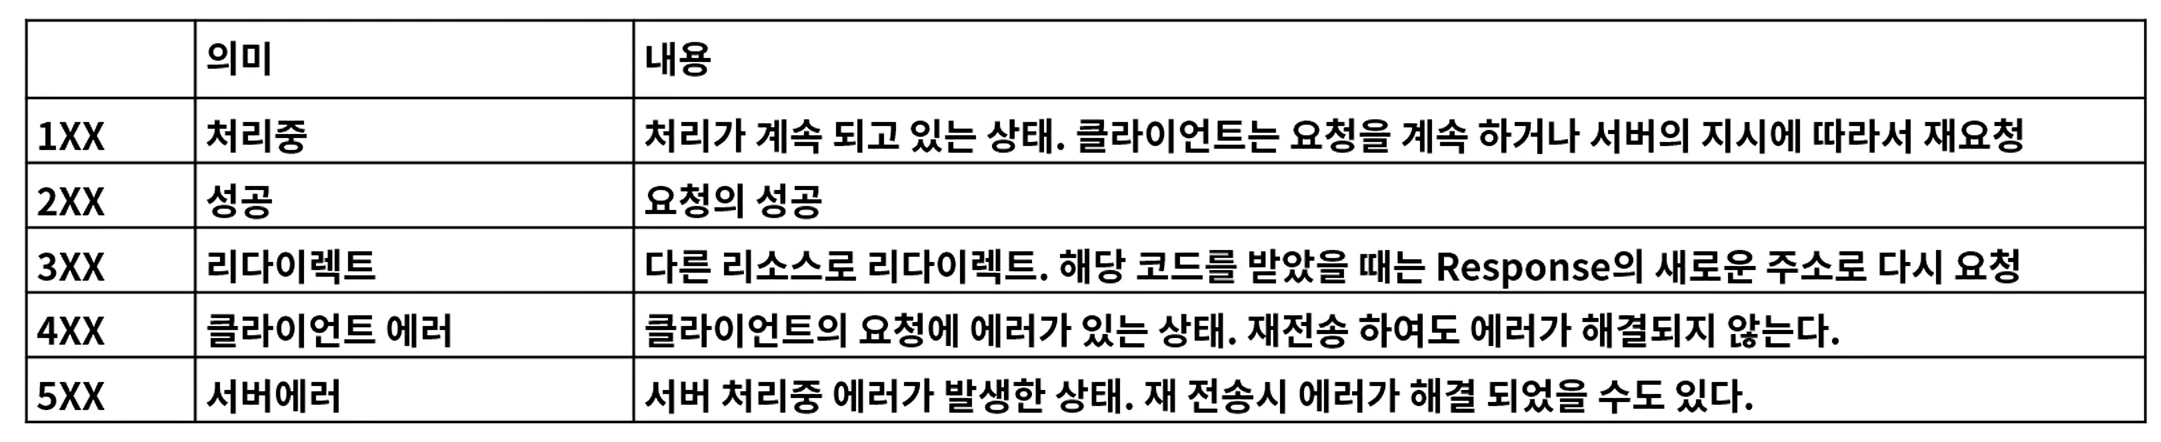 의미 내용
1XX 처리중 처리가 계속 되고 있는 상태. 클라이언트는 요청을 계속 하거나 서버의 지시에 따라서 재요청
2XX 성공 요청의 성공
3XX 리다이렉트 다른 리소스로 리다이렉트. 해당 코드를 받았을 때는 Response의 새로운 주소로 다시 요청
4XX 클라이언트 에러 클라이언트의 요청에 에러가 있는 상태. 재전송 하여도 에러가 해결되지 않는다.
5XX 서버에러 서버 처리중 에러가 발생한 상태. 재 전송시 에러가 해결 되었을 수도 있다.